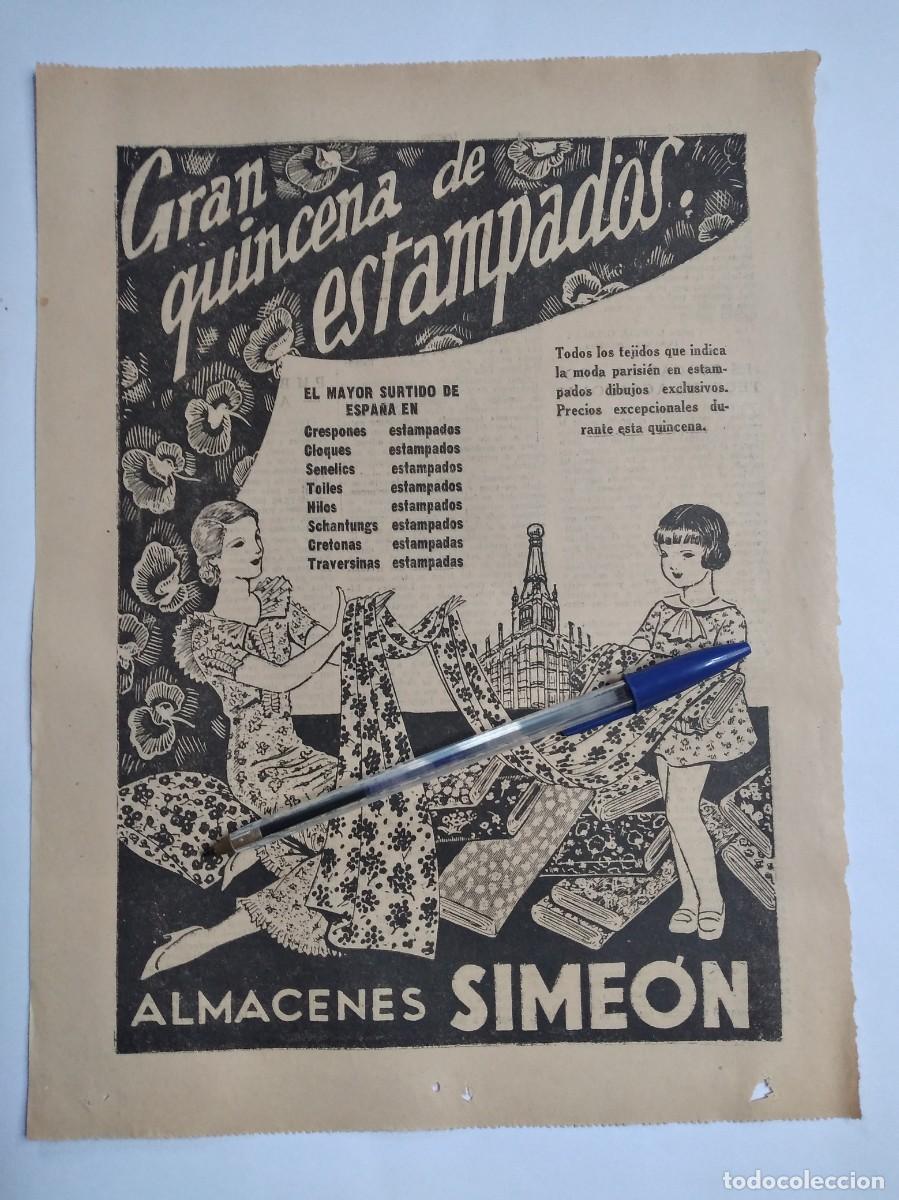 Gran
quincena de
estampados.
Todos los tejidos que indica
la moda parisién en estam-
pados dibujos exclusivos.
Precios excepcionales du-
rante esta quincena.
EL MAYOR SURTIDO DE
ESPAÑA EN
Crespones estampados
Cloques estampados
Senelics estampados
Toiles estampados
Hilos estampados
Schantungs estampados
Cretonas estampadas
Traversinas estampadas
ALMACENES SIMEÓN
todocoleccion